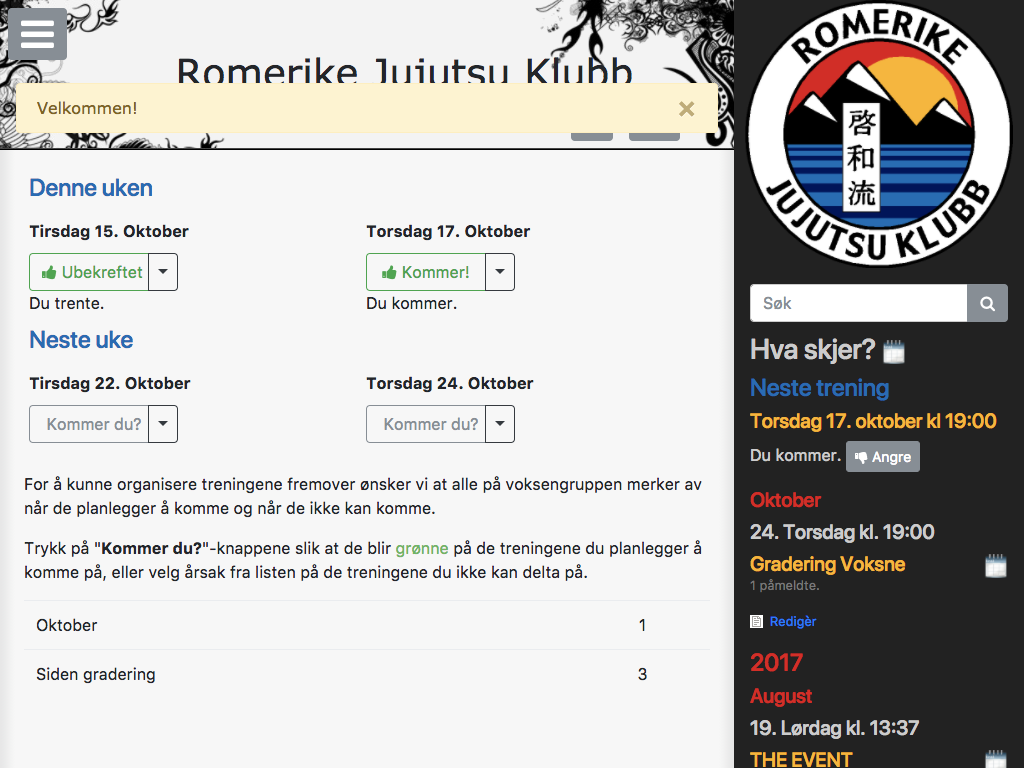 Romerike Jujutsu Klubb
Velkommen!
×
Denne uken
Tirsdag 15. Oktober
Torsdag 17. Oktober
Ubekreftet
Kommer!
Du trente.
Du kommer.
Neste uke
Tirsdag 22. Oktober
Torsdag 24. Oktober
Kommer du?
Kommer du?
For å kunne organisere treningene fremover ønsker vi at alle på voksengruppen merker av
når de planlegger å komme og når de ikke kan komme.
Trykk på "Kommer du?"-knappene slik at de blir grønne på de treningene du planlegger å
komme på, eller velg årsak fra listen på de treningene du ikke kan delta på.
Oktober 1
Siden gradering 3
ROMERIKE
啓和流
JUJUTSU KLUBB
Søk
Hva skjer?
Neste trening
Torsdag 17. oktober kl 19:00
Du kommer. Angre
Oktober
24. Torsdag kl. 19:00
Gradering Voksne
1 påmeldte.
Redigèr
2017
August
19. Lørdag kl. 13:37
THE EVENT